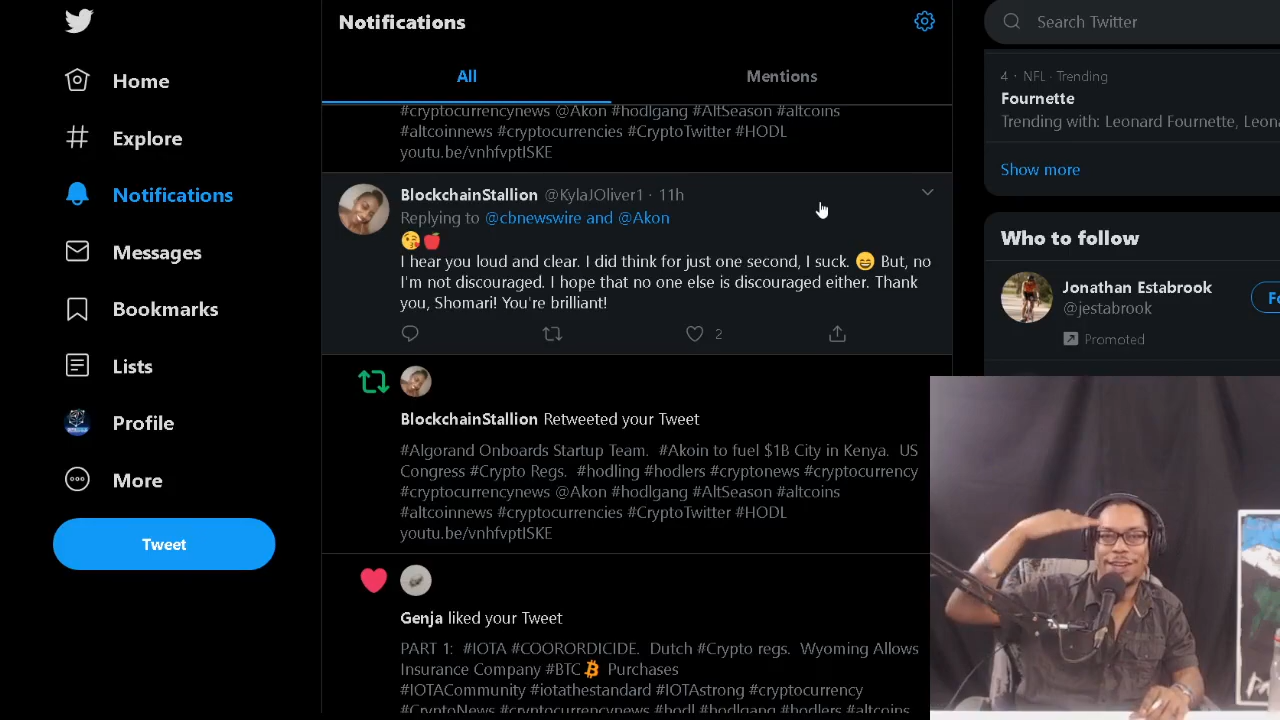 Home
Explore
Notifications
Messages
Bookmarks
Lists
Profile
More
Tweet
Notifications
All
Mentions
#cryptocurrencynews @Akon #hodlgang #AltSeason #altcoins
#altcoinnews #cryptocurrencies #CryptoTwitter #HODL
youtu.be/vnhfvptISKE
BlockchainStallion @KylaJOliver1 · 11h
Replying to @cbnewswire and @Akon
😘🍎
I hear you loud and clear. I did think for just one second, I suck. 😄 But, no
I'm not discouraged. I hope that no one else is discouraged either. Thank
you, Shomari! You're brilliant!
2
BlockchainStallion Retweeted your Tweet
#Algorand Onboards Startup Team. #Akoin to fuel $1B City in Kenya. US
Congress #Crypto Regs. #hodling #hodlers #cryptonews #cryptocurrency
#cryptocurrencynews @Akon #hodlgang #AltSeason #altcoins
#altcoinnews #cryptocurrencies #CryptoTwitter #HODL
youtu.be/vnhfvptISKE
Genja liked your Tweet
PART 1: #IOTA #COORORDICIDE. Dutch #Crypto regs. Wyoming Allows
Insurance Company #BTC Purchases
#IOTACommunity #iotathestandard #IOTAstrong #cryptocurrency
#CryptoNews #cryptocurrencynews #hodl #hodlgang #hodlers #altcoins
Search Twitter
4 · NFL · Trending
Fournette
Trending with: Leonard Fournette, Leona
Show more
Who to follow
Jonathan Estabrook
@jestabrook
Fo
Promoted